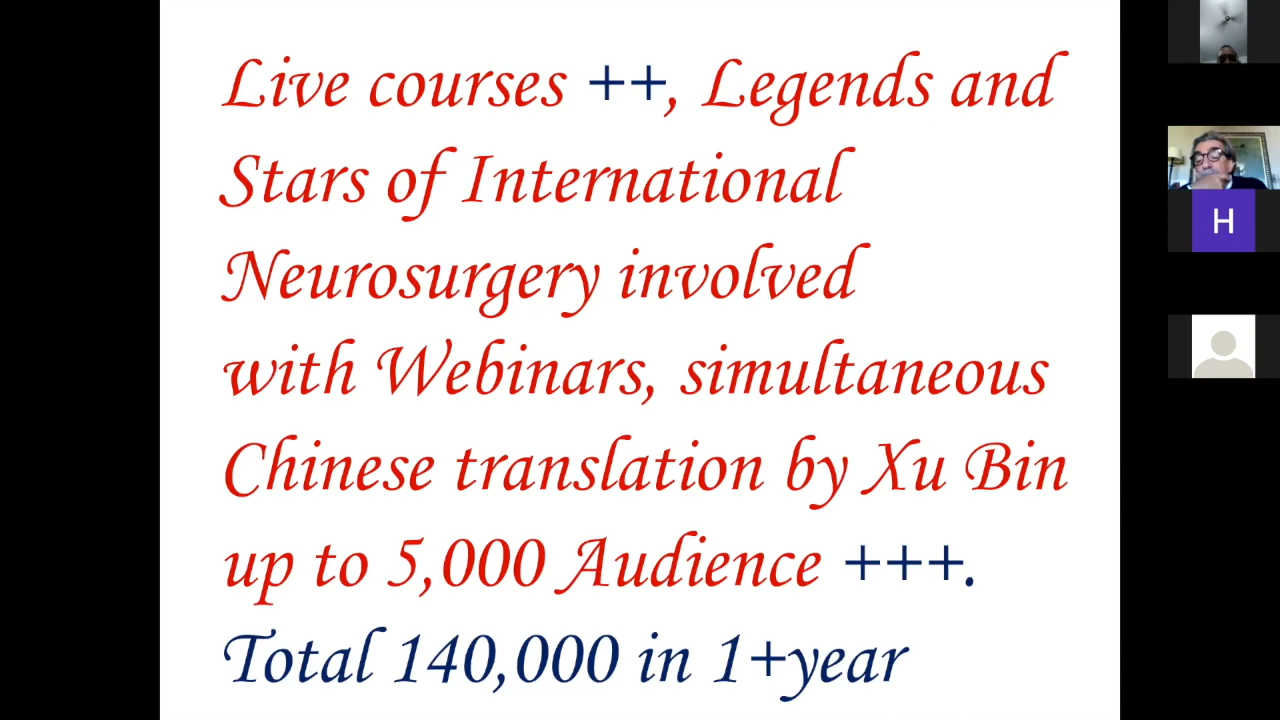 Live courses ++, Legends and
Stars of International
Neurosurgery involved
with Webinars, simultaneous
Chinese translation by Xu Bin
up to 5,000 Audience +++.
Total 140,000 in 1+year
H